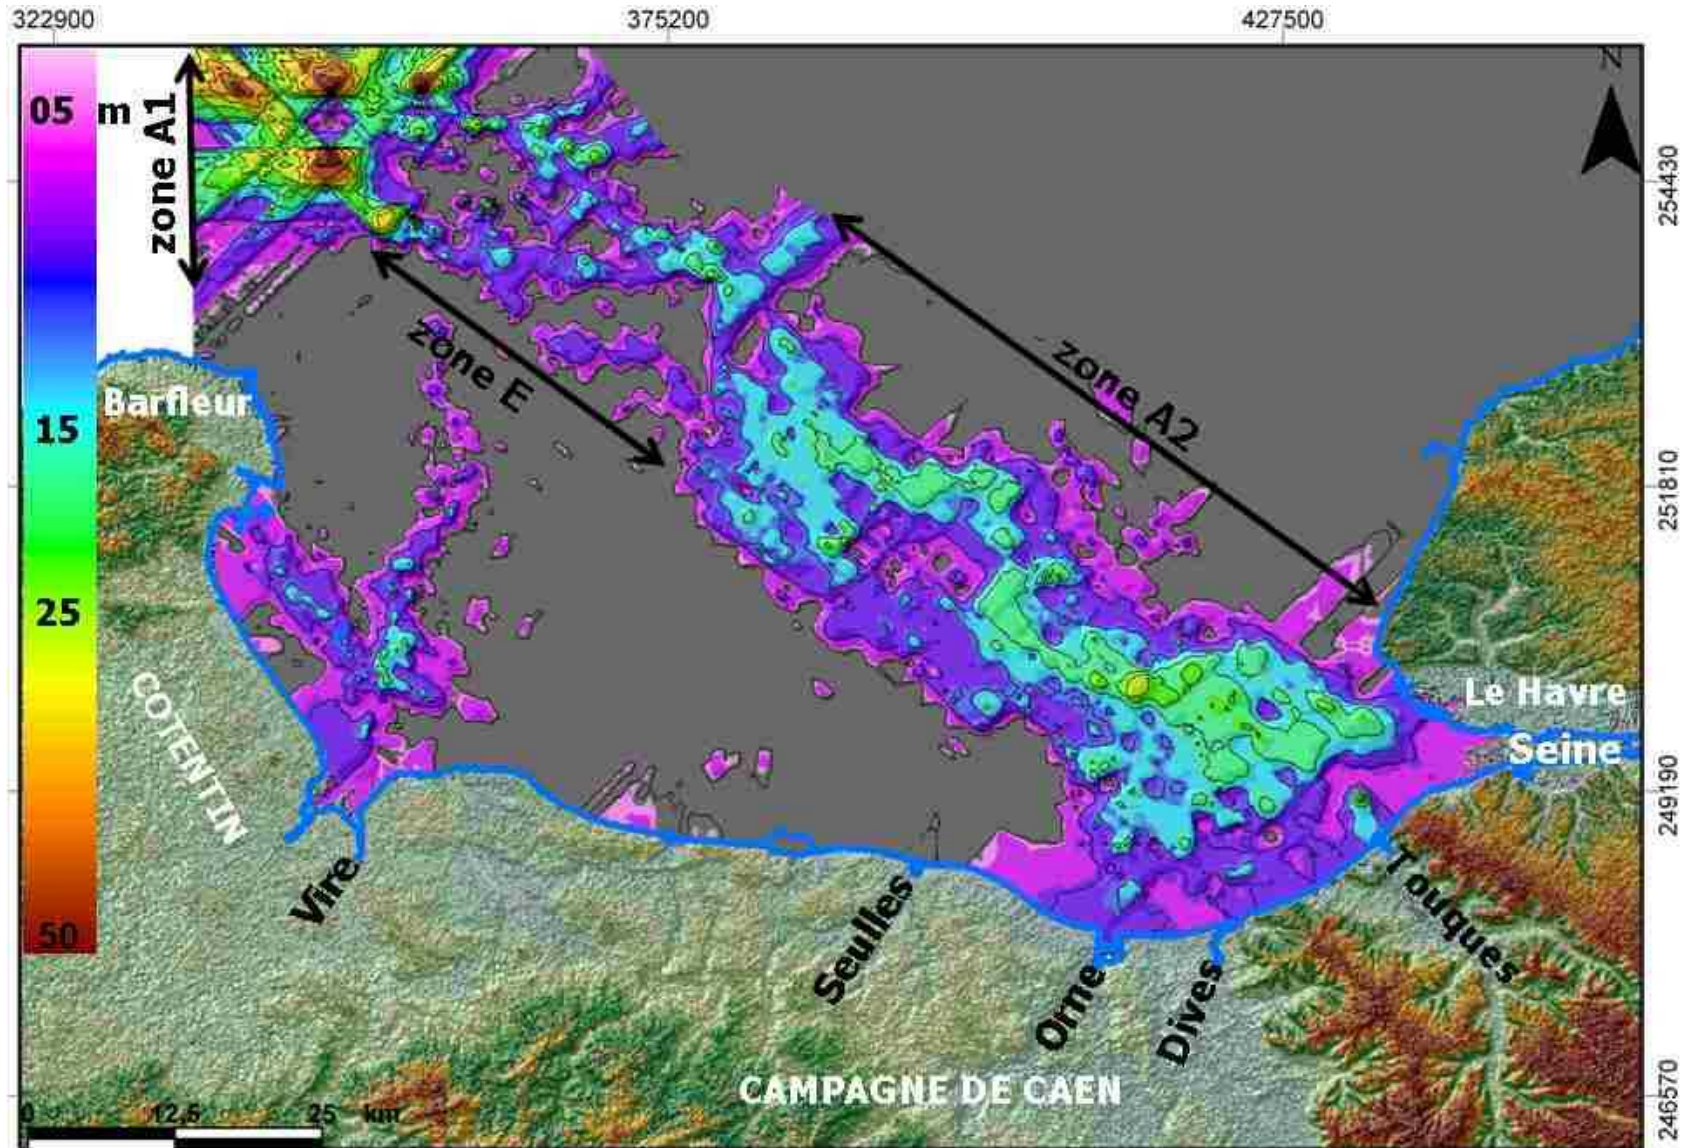 322900 375200 427500
N
05 m
zone A1
254430
zone E
zone A2
Barfleur
15
251810
25
COTENTIN
Le Havre
Seine
249190
50
Vire
Seulles
Orne
Dives
Touques
CAMPAGNE DE CAEN
246570
0 12,5 25 km